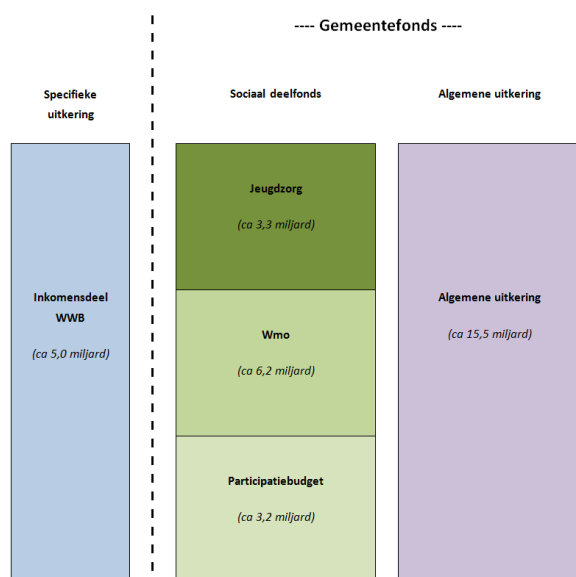 ---- Gemeentefonds ----
Specifieke
uitkering
Sociaal deelfonds
Algemene uitkering
Inkomensdeel
WWB
(ca 5,0 miljard)
Jeugdzorg
(ca 3,3 miljard)
Wmo
(ca 6,2 miljard)
Participatiebudget
(ca 3,2 miljard)
Algemene uitkering
(ca 15,5 miljard)